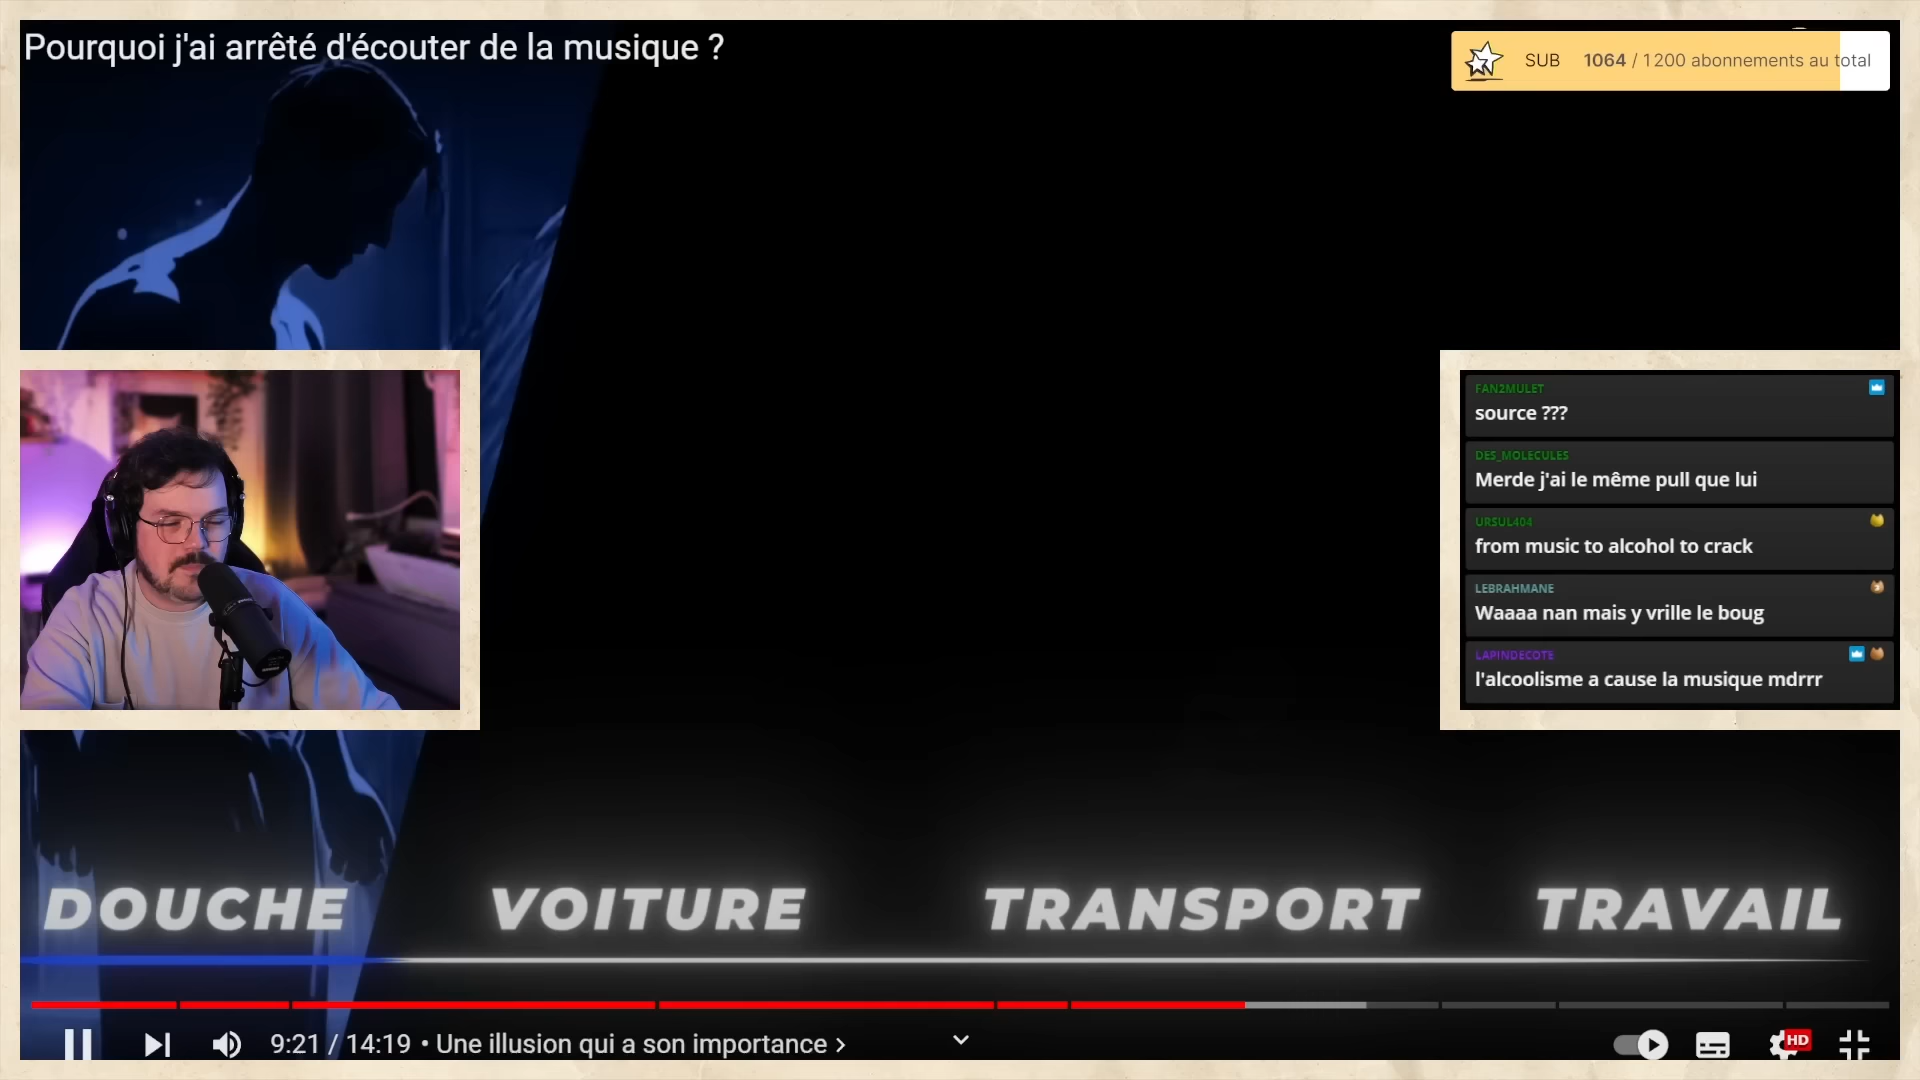 Pourquoi j'ai arrêté d'écouter de la musique ?
SUB 1064 / 1200 abonnements au total
FAN2MULET
source ???
DES_MOLECULES
Merde j'ai le même pull que lui
URSUL404
from music to alcohol to crack
LEBRAHMANE
Waaaa nan mais y vrille le boug
LAPINDECOTE
l'alcoolisme a cause la musique mdrrr
DOUCHE VOITURE TRANSPORT TRAVAIL
9:21 / 14:19 • Une illusion qui a son importance ›
HD